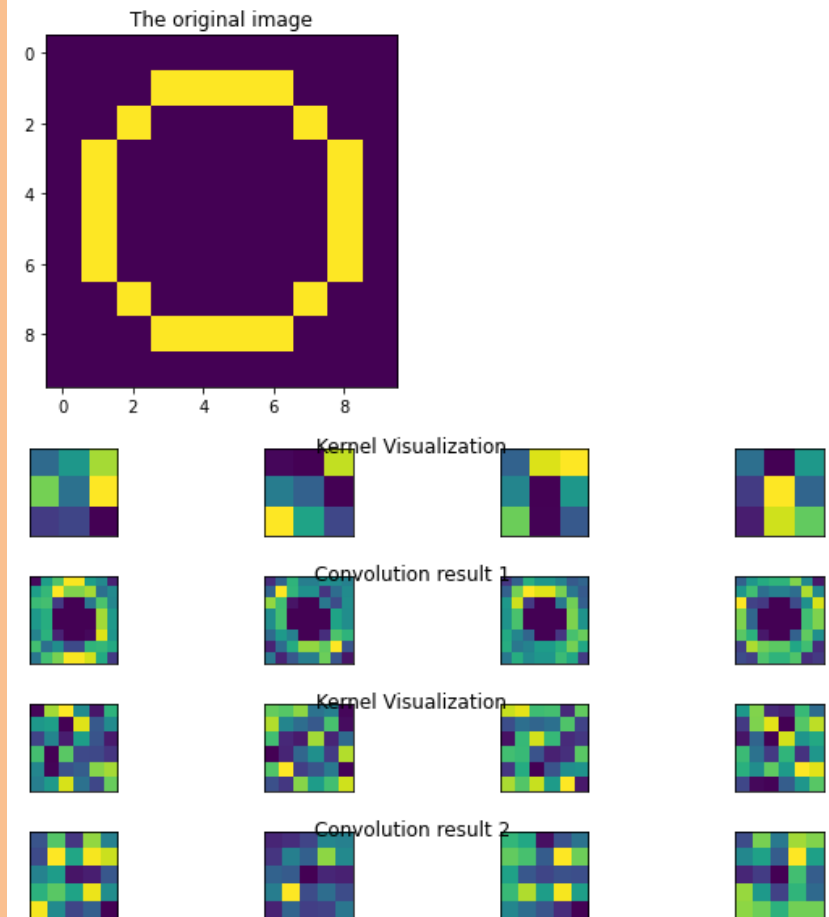 The original image
0
2
4
6
8
0 2 4 6 8
Kernel Visualization
Convolution result 1
Kernel Visualization
Convolution result 2